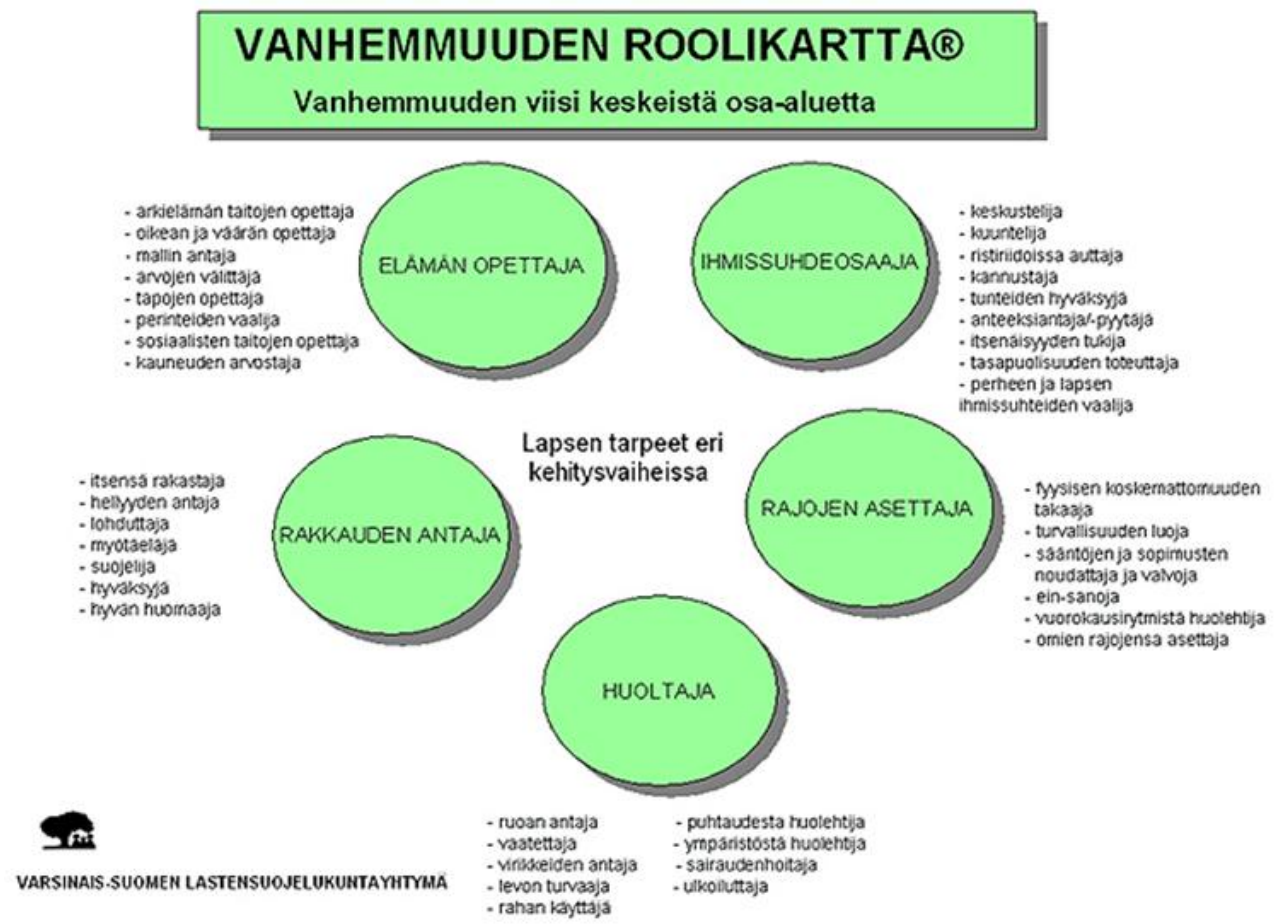 VANHEMMUUDEN ROOLIKARTTA®
Vanhemmuuden viisi keskeistä osa-aluetta
ELÄMÄN OPETTAJA
- arkielämän taitojen opettaja
- oikean ja väärän opettaja
- mallin antaja
- arvojen välittäjä
- tapojen opettaja
- perinteiden vaalija
- sosiaalisten taitojen opettaja
- kauneuden arvostaja
IHMISSUHDEOSAAJA
- keskustelija
- kuuntelija
- ristiriidoissa auttaja
- kannustaja
- tunteiden hyväksyjä
- anteeksiantaja/-pyytäjä
- itsenäisyyden tukija
- tasapuolisuuden toteuttaja
- perheen ja lapsen
ihmissuhteiden vaalija
Lapsen tarpeet eri
kehitysvaiheissa
RAKKAUDEN ANTAJA
- itsensä rakastaja
- hellyyden antaja
- lohduttaja
- myötäeläjä
- suojelija
- hyväksyjä
- hyvän huomaaja
RAJOJEN ASETTAJA
- fyysisen koskemattomuuden
takaaja
- turvallisuuden luoja
- sääntöjen ja sopimusten
noudattaja ja valvoja
- ein-sanoja
- vuorokausirytmistä huolehtija
- omien rajojensa asettaja
HUOLTAJA
- ruoan antaja
- vaatettaja
- virikkeiden antaja
- levon turvaaja
- rahan käyttäjä
- puhtaudesta huolehtija
- ympäristöstä huolehtija
- sairaudenhoitaja
- ulkoiluttaja
VARSINAIS-SUOMEN LASTENSUOJELUKUNTAYHTYMÄ